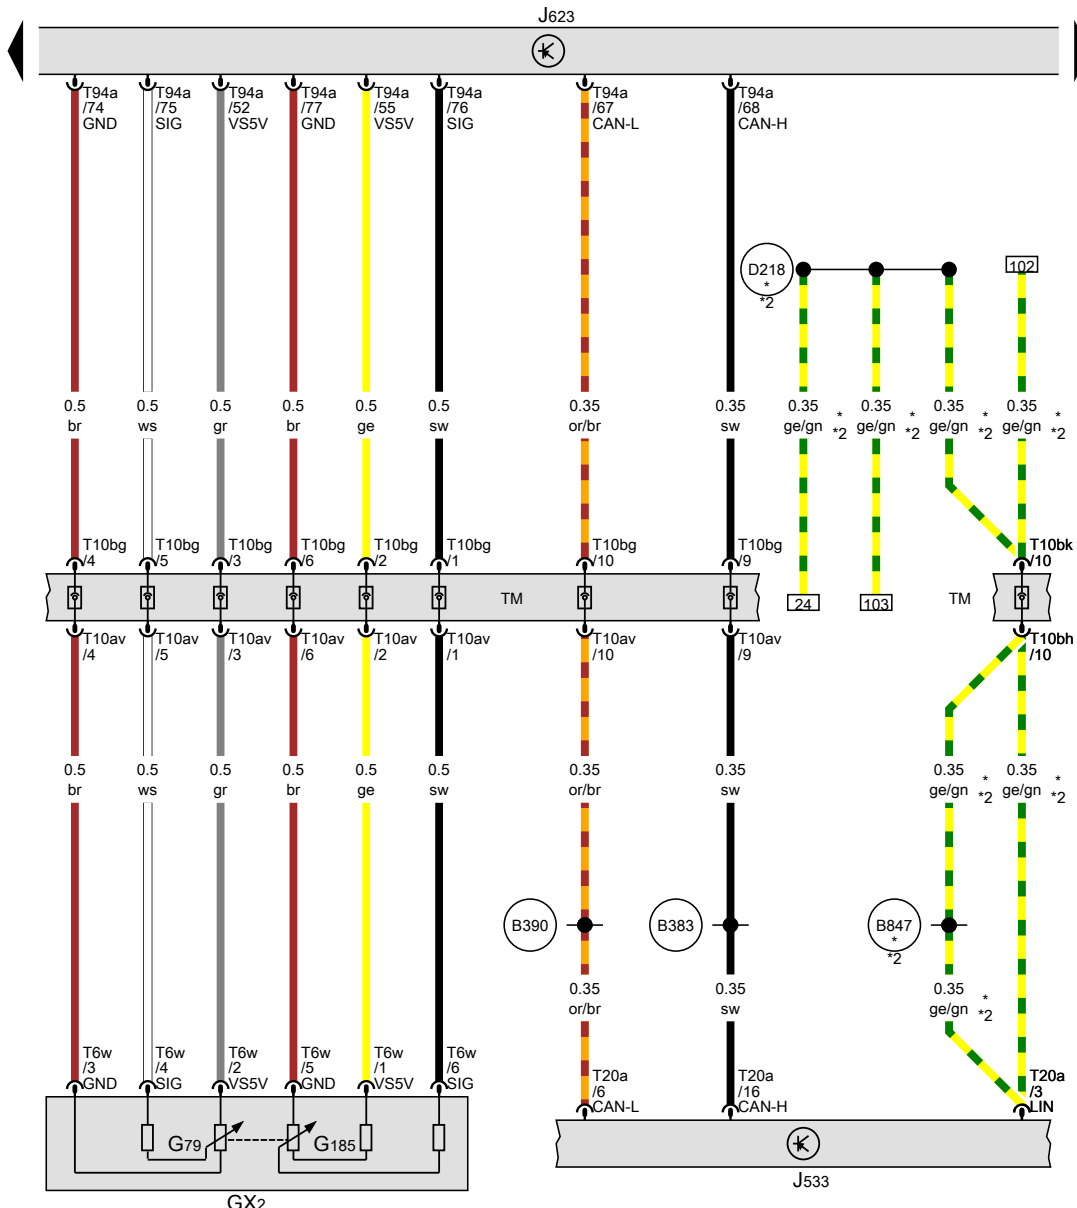 J623
T94a T94a T94a T94a T94a T94a T94a T94a
/74 /75 /52 /77 /55 /76 /67 /68
GND SIG VS5V GND VS5V SIG CAN-L CAN-H
D218 102
*
*2
0.5 0.5 0.5 0.5 0.5 0.5 0.35 0.35 0.35 0.35 0.35 0.35
br ws gr br ge sw or/br sw ge/gn * *2 ge/gn * *2 ge/gn * *2 ge/gn * *2
T10bg T10bg T10bg T10bg T10bg T10bg T10bg T10bg T10bk
/4 /5 /3 /6 /2 /1 /10 /9 /10
TM 24 103 TM
T10av T10av T10av T10av T10av T10av T10av T10av T10bh
/4 /5 /3 /6 /2 /1 /10 /9 /10
0.5 0.5 0.5 0.5 0.5 0.5 0.35 0.35 0.35 0.35
br ws gr br ge sw or/br sw ge/gn * *2 ge/gn * *2
B390 B383 B847
*
*2
0.35 0.35 0.35
or/br sw ge/gn * *2
T6w T6w T6w T6w T6w T6w T20a T20a T20a
/3 /4 /2 /5 /1 /6 /6 /16 /3
GND SIG VS5V GND VS5V SIG CAN-L CAN-H LIN
G79 G185
J533
GX2